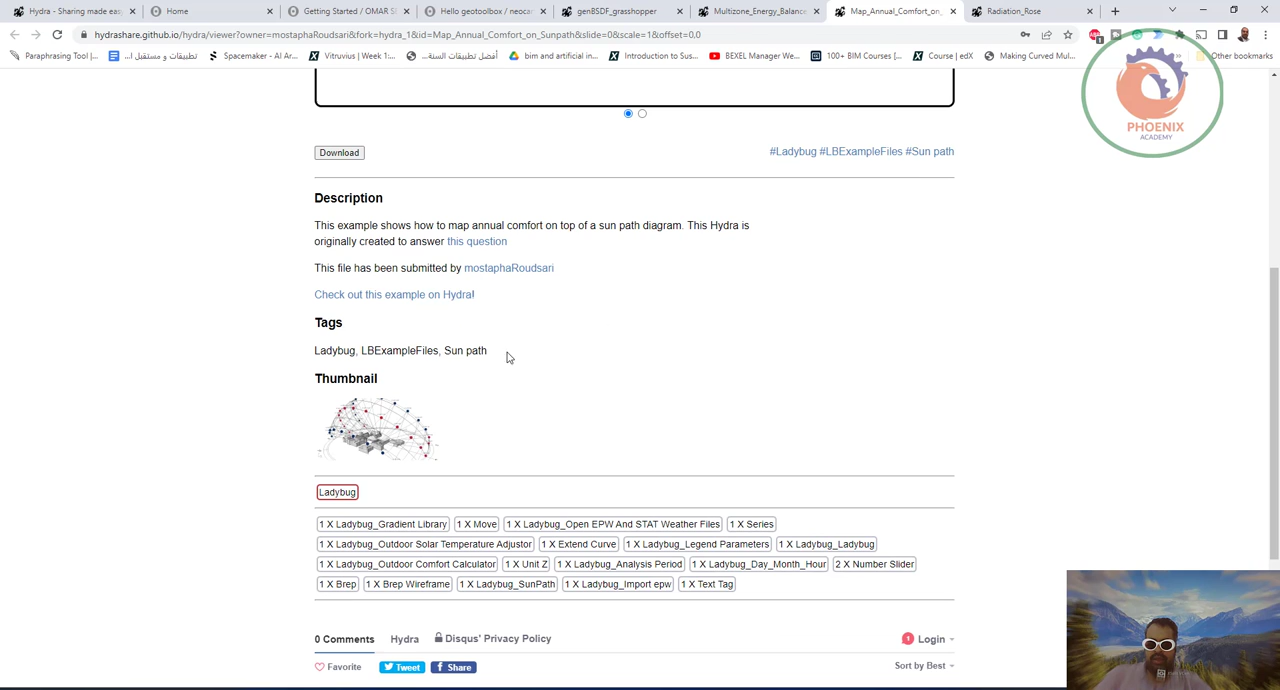 Hydra - Sharing made eas
Home
Getting Started / OMAR S
Hello geotoolbox / neocar
genBSDF_grasshopper
Multizone_Energy_Balance
Map_Annual_Comfort_on_
Radiation_Rose
hydrashare.github.io/hydra/viewer?owner=mostaphaRoudsari&fork=hydra_1&id=Map_Annual_Comfort_on_Sunpath&slide=0&scale=1&offset=0.0
Paraphrasing Tool |...
تطبيقات و مستقبل ا...
Spacemaker - AI Ar...
Vitruvius | Week 1:...
أفضل تطبيقات السنة...
bim and artificial in...
Introduction to Sus...
BEXEL Manager We...
100+ BIM Courses [...
Course | edX
Making Curved Mul...
Other bookmarks
PHOENIX
ACADEMY
Download
#Ladybug #LBExampleFiles #Sun path
Description
This example shows how to map annual comfort on top of a sun path diagram. This Hydra is
originally created to answer this question
This file has been submitted by mostaphaRoudsari
Check out this example on Hydra!
Tags
Ladybug, LBExampleFiles, Sun path
Thumbnail
Ladybug
1 X Ladybug_Gradient Library 1 X Move 1 X Ladybug_Open EPW And STAT Weather Files 1 X Series
1 X Ladybug_Outdoor Solar Temperature Adjustor 1 X Extend Curve 1 X Ladybug_Legend Parameters 1 X Ladybug_Ladybug
1 X Ladybug_Outdoor Comfort Calculator 1 X Unit Z 1 X Ladybug_Analysis Period 1 X Ladybug_Day_Month_Hour 2 X Number Slider
1 X Brep 1 X Brep Wireframe 1 X Ladybug_SunPath 1 X Ladybug_Import epw 1 X Text Tag
0 Comments Hydra Disqus' Privacy Policy 1 Login
Favorite Tweet Share Sort by Best